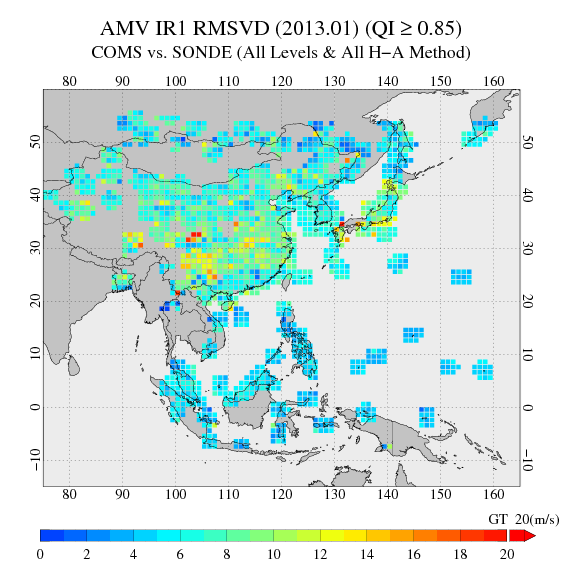 AMV IR1 RMSVD (2013.01) (QI ≥ 0.85)
COMS vs. SONDE (All Levels & All H−A Method)
80 90 100 110 120 130 140 150 160
50 50
40 40
30 30
20 20
10 10
0 0
−10 −10
80 90 100 110 120 130 140 150 160
GT 20(m/s)
0 2 4 6 8 10 12 14 16 18 20